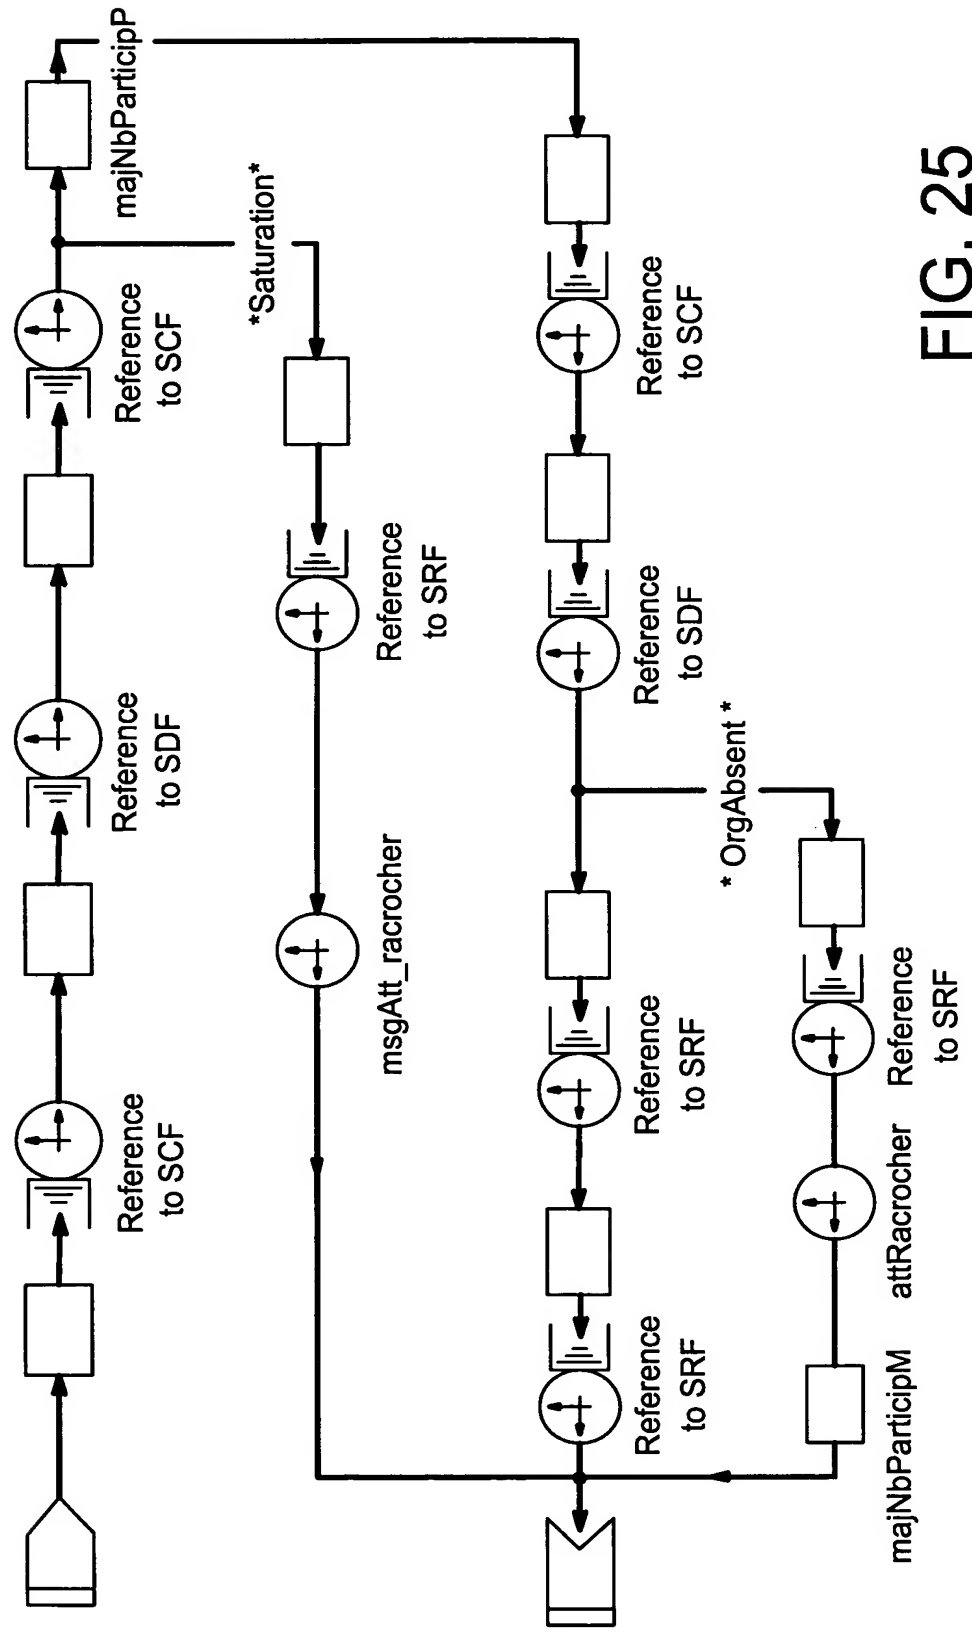 Reference
to SCF
Reference
to SDF
Reference
to SCF
majNbParticipP
*Saturation*
Reference
to SRF
msgAtt_racrocher
Reference
to SCF
Reference
to SDF
* OrgAbsent *
Reference
to SRF
Reference
to SRF
Reference
to SRF
attRacrocher
majNbParticipM
FIG. 25